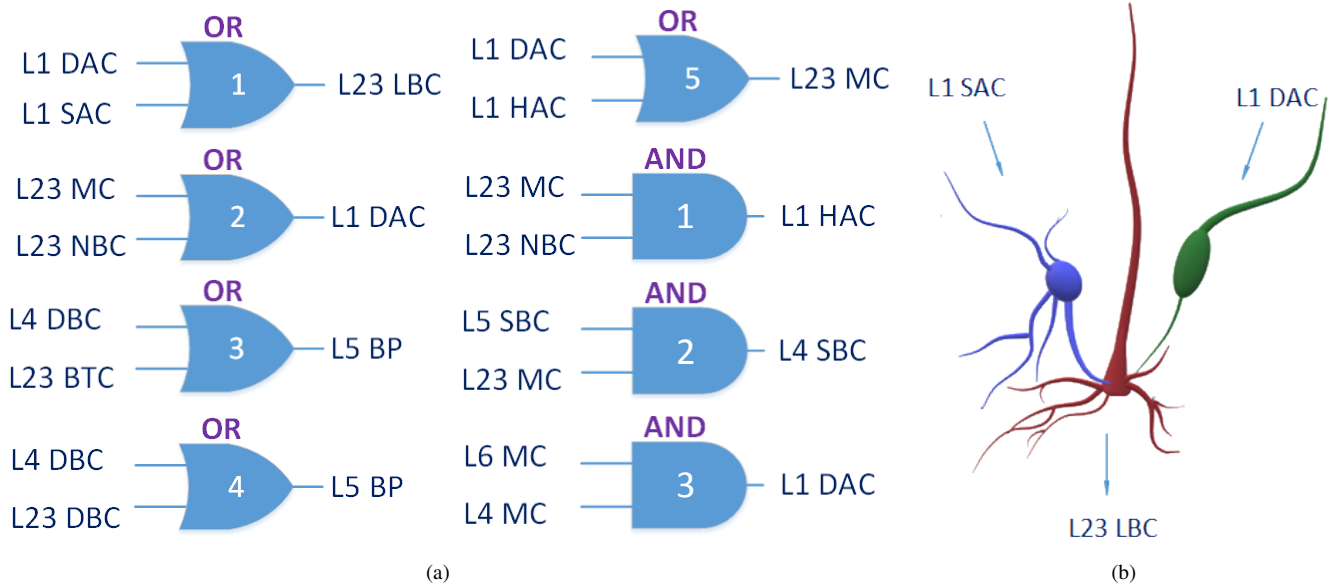 OR
L1 DAC
L1 SAC
1
L23 LBC
OR
L23 MC
L23 NBC
2
L1 DAC
OR
L4 DBC
L23 BTC
3
L5 BP
OR
L4 DBC
L23 DBC
4
L5 BP
OR
L1 DAC
L1 HAC
5
L23 MC
AND
L23 MC
L23 NBC
1
L1 HAC
AND
L5 SBC
L23 MC
2
L4 SBC
AND
L6 MC
L4 MC
3
L1 DAC
(a)
L1 SAC
L1 DAC
L23 LBC
(b)